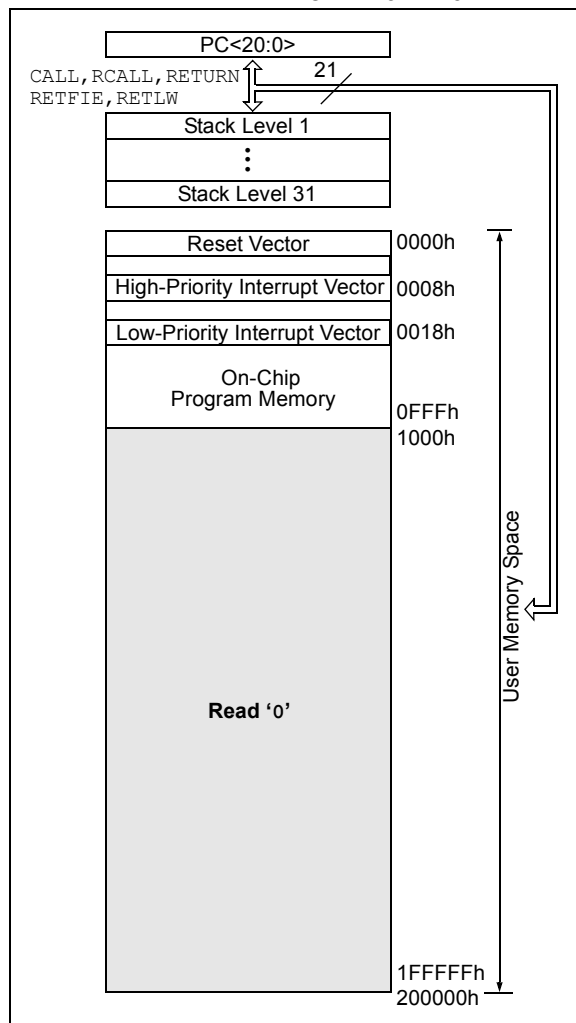 PC<20:0>
CALL,RCALL,RETURN
RETFIE,RETLW
21
Stack Level 1
⋮
Stack Level 31
Reset Vector
0000h
High-Priority Interrupt Vector
0008h
Low-Priority Interrupt Vector
0018h
On-Chip
Program Memory
0FFFh
1000h
User Memory Space
Read ‘0’
1FFFFFh
200000h